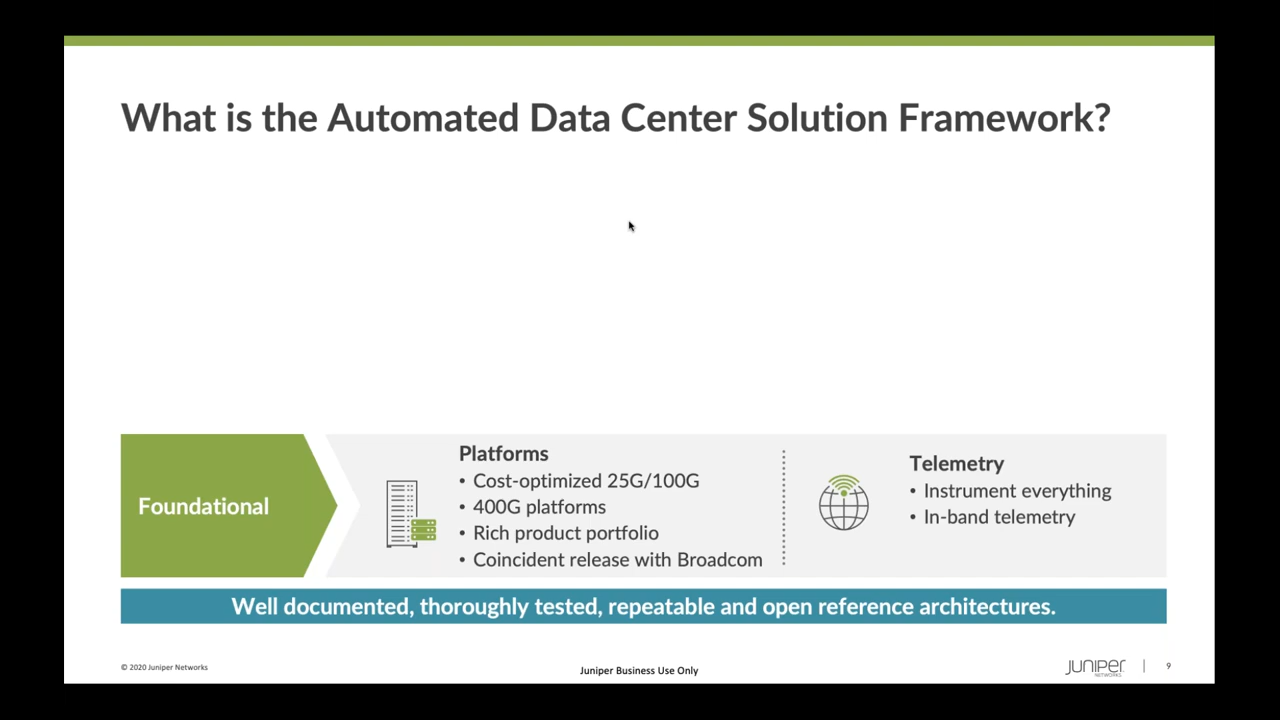 What is the Automated Data Center Solution Framework?
Foundational
Platforms
• Cost-optimized 25G/100G
• 400G platforms
• Rich product portfolio
• Coincident release with Broadcom
Telemetry
• Instrument everything
• In-band telemetry
Well documented, thoroughly tested, repeatable and open reference architectures.
© 2020 Juniper Networks
Juniper Business Use Only
JUNIPER
NETWORKS
9